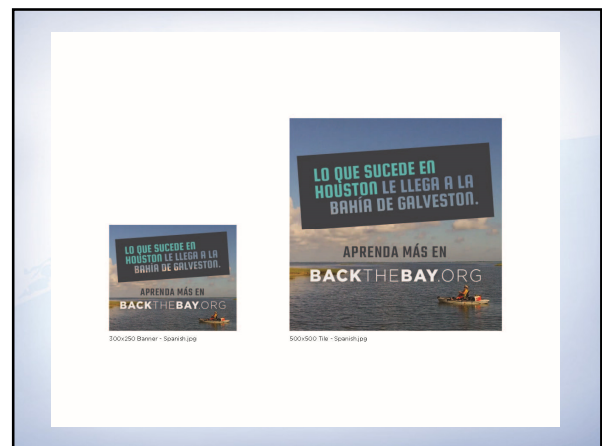 LO QUE SUCEDE EN
HOUSTON LE LLEGA A LA
BAHÍA DE GALVESTON.
APRENDA MÁS EN
BACKTHEBAY.ORG
300x250 Banner - Spanish.jpg
LO QUE SUCEDE EN
HOUSTON LE LLEGA A LA
BAHÍA DE GALVESTON.
APRENDA MÁS EN
BACKTHEBAY.ORG
500x500 Tile - Spanish.jpg